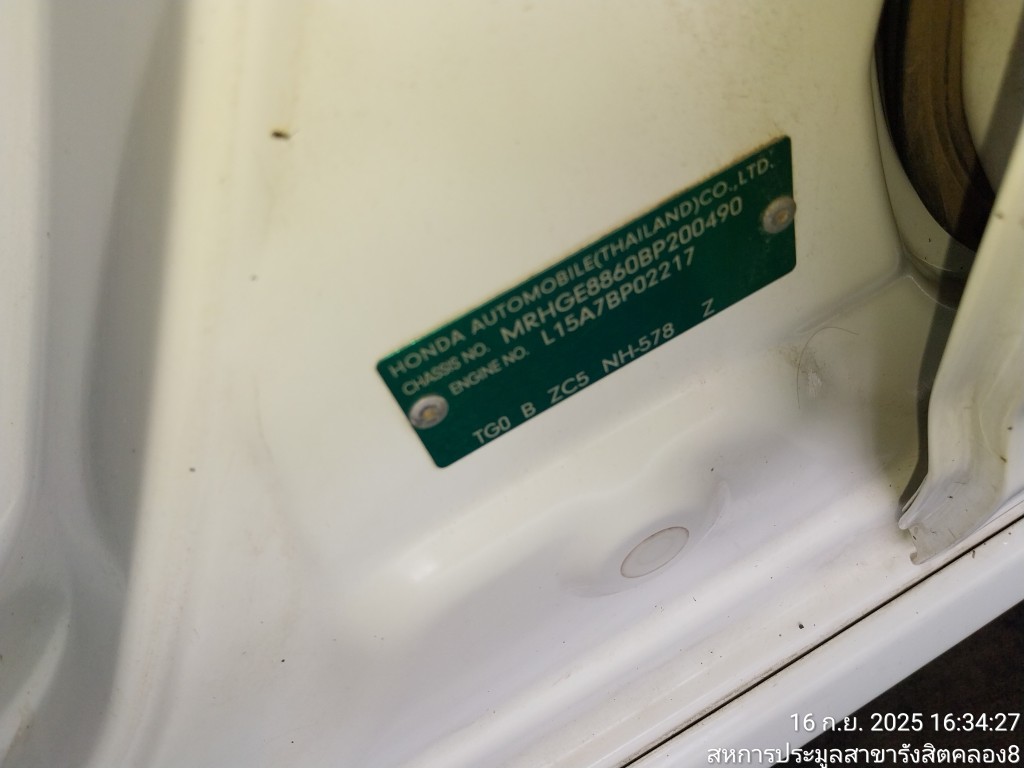 HONDA AUTOMOBILE(THAILAND)CO.,LTD.
CHASSIS NO. MRHGE8860BP200490
ENGINE NO. L15A7BP02217
TG0 B ZC5 NH-578 Z
16 ก.ย. 2025 16:34:27
สหการประมูลสาขารังสิตคลอง8